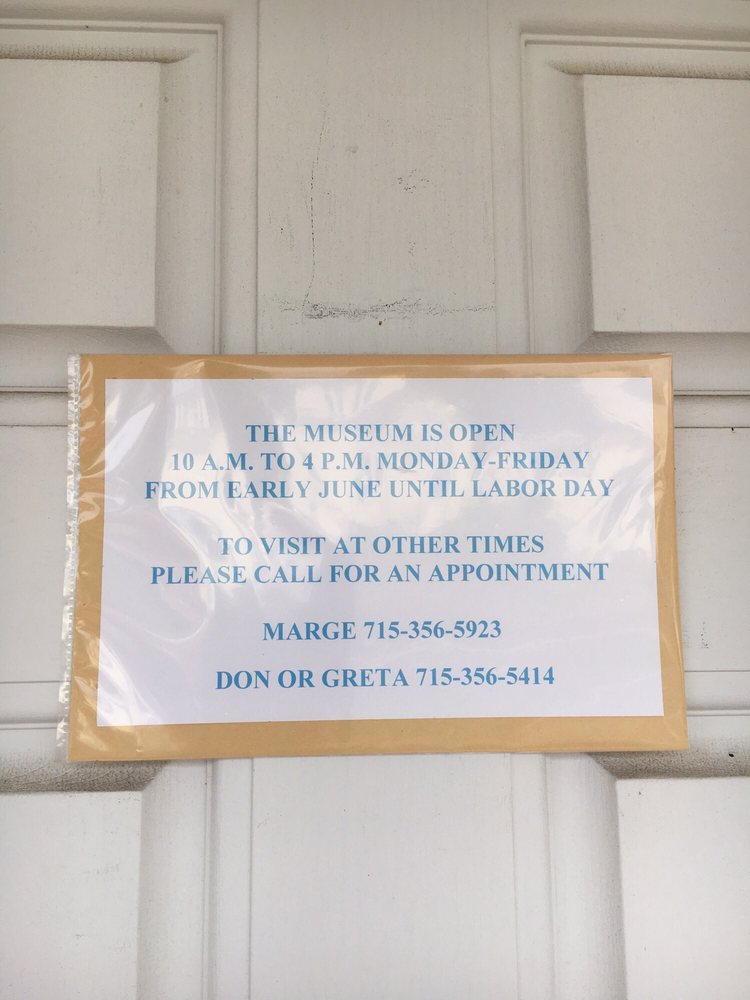 THE MUSEUM IS OPEN
10 A.M. TO 4 P.M. MONDAY-FRIDAY
FROM EARLY JUNE UNTIL LABOR DAY
TO VISIT AT OTHER TIMES
PLEASE CALL FOR AN APPOINTMENT
MARGE 715-356-5923
DON OR GRETA 715-356-5414